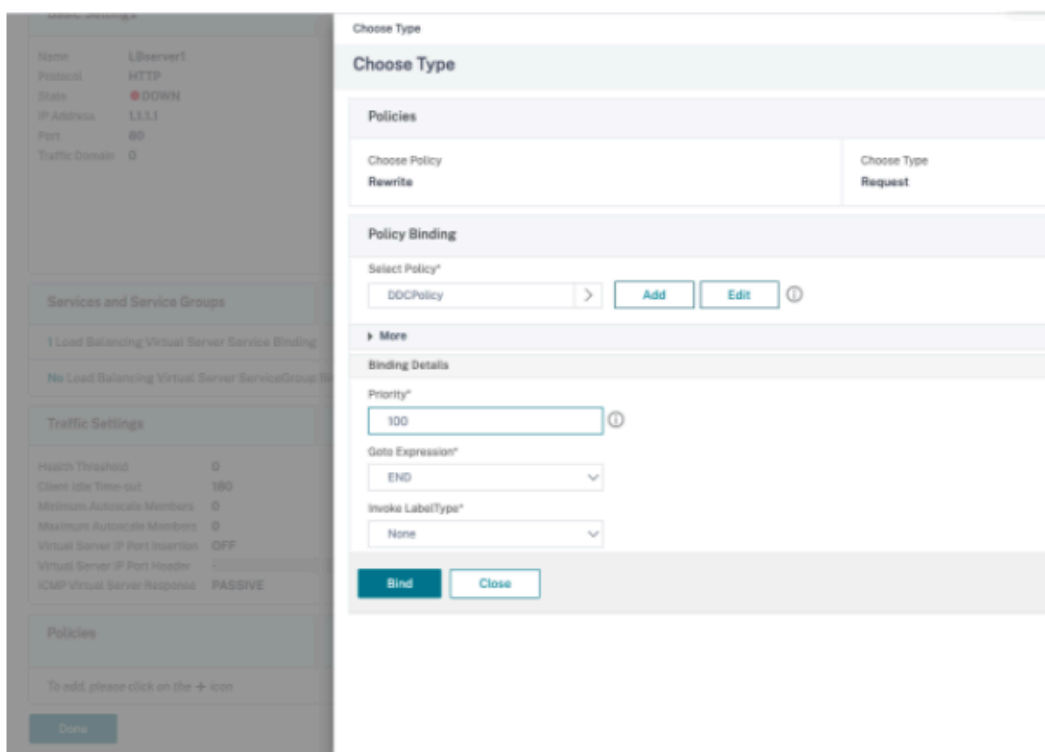 Basic Settings
Name LBserver1
Protocol HTTP
State DOWN
IP Address 1.1.1.1
Port 80
Traffic Domain 0
Services and Service Groups
1 Load Balancing Virtual Server Service Binding
No Load Balancing Virtual Server ServiceGroup
Traffic Settings
Health Threshold 0
Client Idle Time-out 180
Minimum Autoscale Members 0
Maximum Autoscale Members 0
Virtual Server IP Port Insertion OFF
Virtual Server IP Port Header -
ICMP Virtual Server Response PASSIVE
Policies
To add, please click on the + icon
Done
Choose Type
Choose Type
Policies
Choose Policy Choose Type
Rewrite Request
Policy Binding
Select Policy*
DDCPolicy > Add Edit
More
Binding Details
Priority*
100
Goto Expression*
END
Invoke LabelType*
None
Bind Close